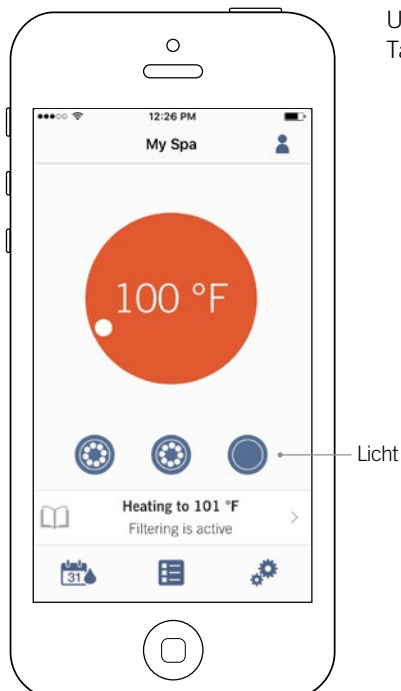 12:26 PM
My Spa
100 °F
Licht
Heating to 101 °F
Filtering is active
31